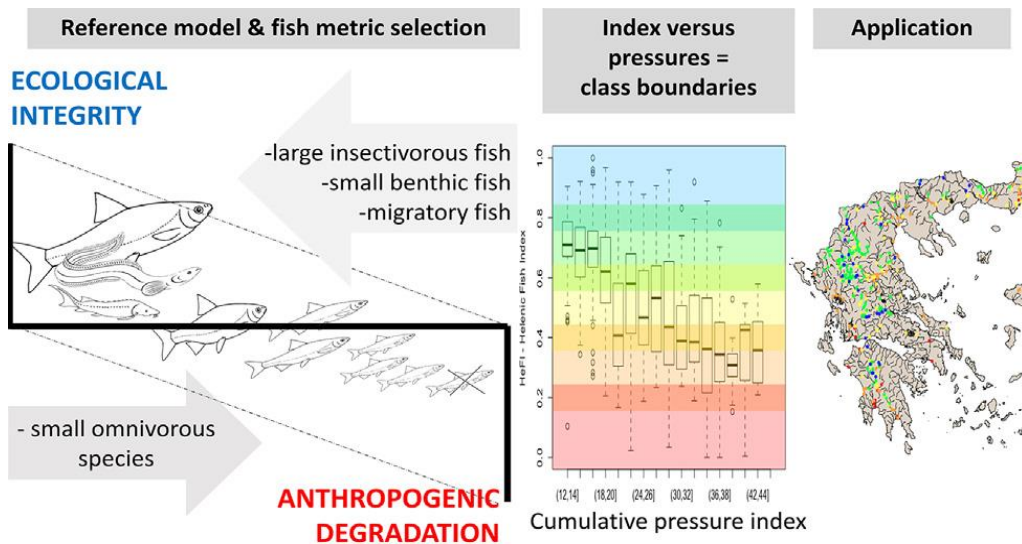 Reference model & fish metric selection
Index versus
pressures =
class boundaries
Application
ECOLOGICAL
INTEGRITY
-large insectivorous fish
-small benthic fish
-migratory fish
- small omnivorous
species
ANTHROPOGENIC
DEGRADATION
HeFI - Helenic Fish Index
1.0
0.8
0.6
0.4
0.2
0.0
(12,14] (18,20] (24,26] (30,32] (36,38] (42,44]
Cumulative pressure index